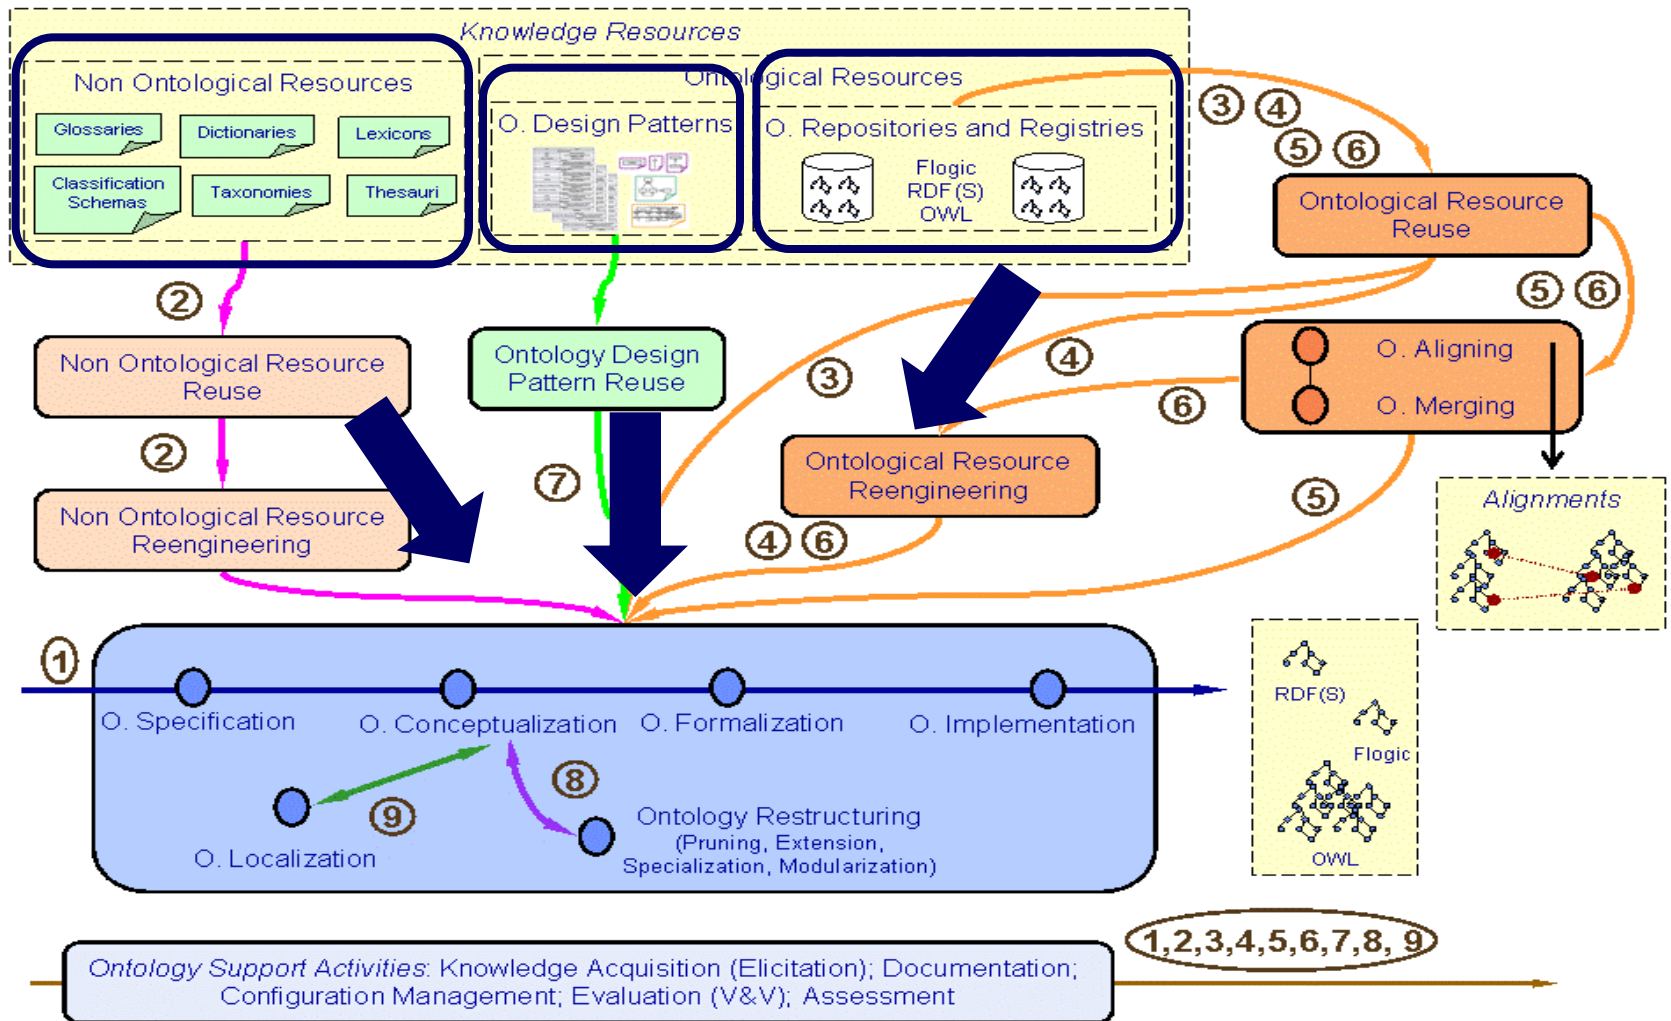 Knowledge Resources
Non Ontological Resources
Glossaries
Dictionaries
Lexicons
Classification
Schemas
Taxonomies
Thesauri
Ontological Resources
O. Design Patterns
O. Repositories and Registries
Flogic
RDF(S)
OWL
3
4
5
6
Ontological Resource
Reuse
2
5
6
Non Ontological Resource
Reuse
Ontology Design
Pattern Reuse
3
4
6
O. Aligning
O. Merging
2
7
Ontological Resource
Reengineering
5
Non Ontological Resource
Reengineering
4
6
Alignments
1
O. Specification
O. Conceptualization
O. Formalization
O. Implementation
8
9
O. Localization
Ontology Restructuring
(Pruning, Extension,
Specialization, Modularization)
RDF(S)
Flogic
OWL
1,2,3,4,5,6,7,8, 9
Ontology Support Activities: Knowledge Acquisition (Elicitation); Documentation;
Configuration Management; Evaluation (V&V); Assessment